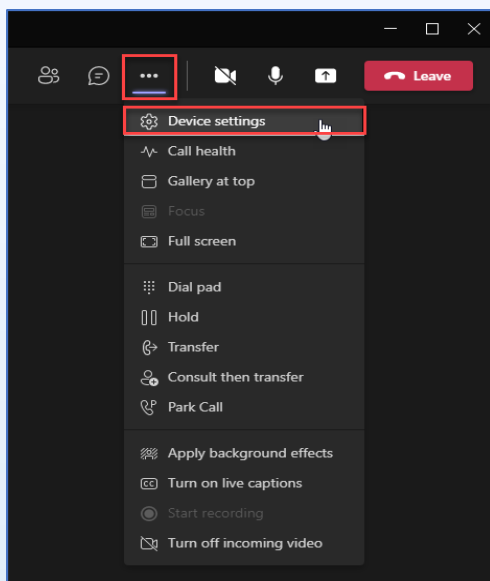 Leave
Device settings
Call health
Gallery at top
Focus
Full screen
Dial pad
Hold
Transfer
Consult then transfer
Park Call
Apply background effects
CC Turn on live captions
Start recording
Turn off incoming video